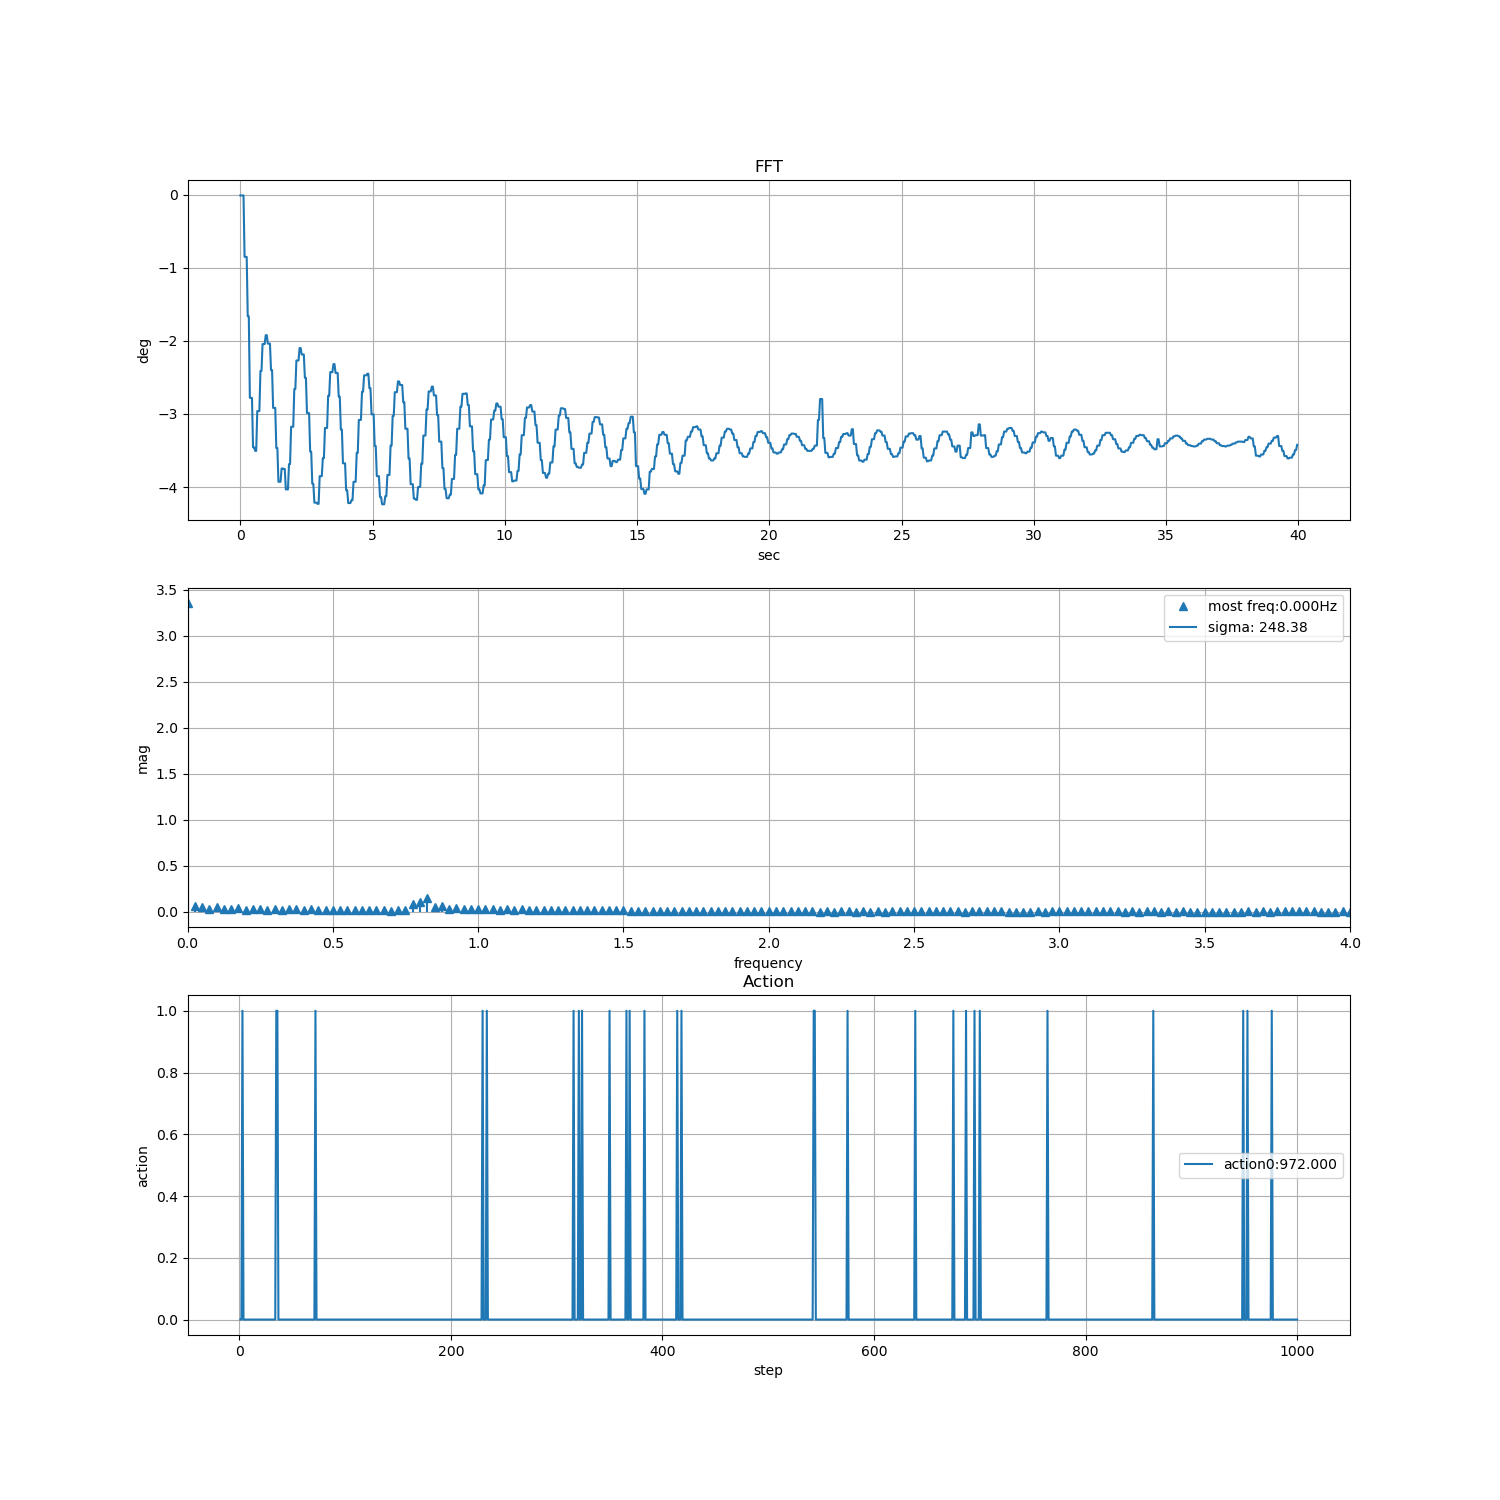 FFT
0
−1
−2
−3
−4
deg
0 5 10 15 20 25 30 35 40
sec
3.5
3.0
2.5
2.0
1.5
1.0
0.5
0.0
mag
most freq:0.000Hz
sigma: 248.38
0.0 0.5 1.0 1.5 2.0 2.5 3.0 3.5 4.0
frequency
Action
1.0
0.8
0.6
0.4
0.2
0.0
action
action0:972.000
0 200 400 600 800 1000
step